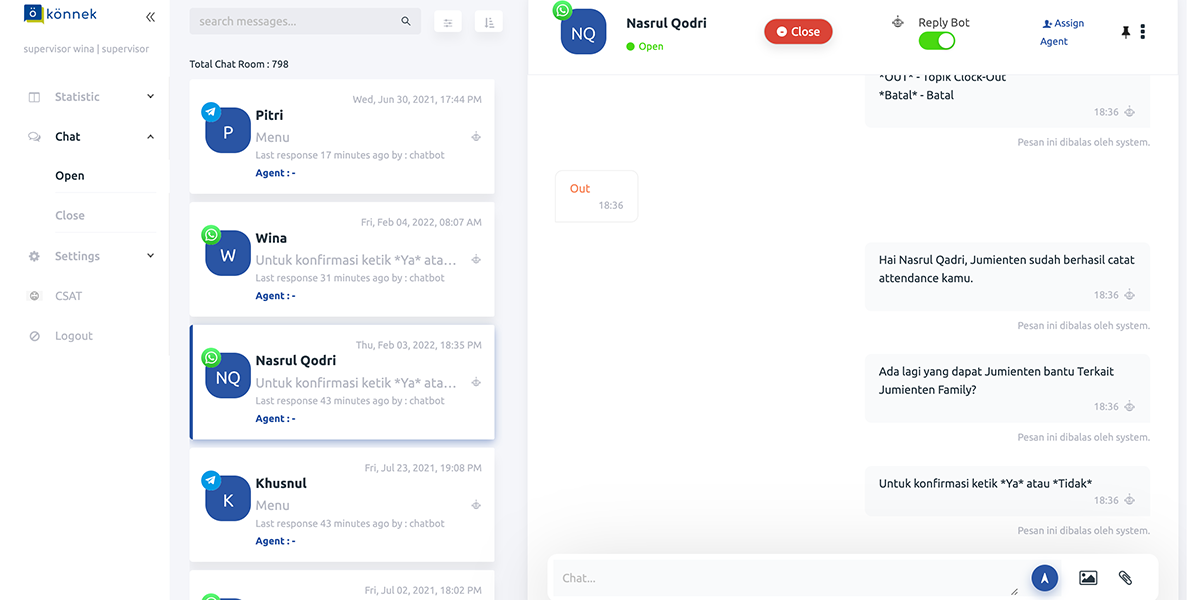 ö könnek
supervisor wina | supervisor
Statistic
Chat
Open
Close
Settings
CSAT
Logout
search messages...
Total Chat Room : 798
Wed, Jun 30, 2021, 17:44 PM
P
Pitri
Menu
Last response 17 minutes ago by : chatbot
Agent : -
Fri, Feb 04, 2022, 08:07 AM
W
Wina
Untuk konfirmasi ketik *Ya* ata...
Last response 31 minutes ago by : chatbot
Agent : -
Thu, Feb 03, 2022, 18:35 PM
NQ
Nasrul Qodri
Untuk konfirmasi ketik *Ya* ata...
Last response 43 minutes ago by : chatbot
Agent : -
Fri, Jul 23, 2021, 19:08 PM
K
Khusnul
Menu
Last response 43 minutes ago by : chatbot
Agent : -
Fri, Jul 02, 2021, 18:02 PM
NQ
Nasrul Qodri
Open
Close
Reply Bot
Assign
Agent
*OUT* - Topik Clock-Out
*Batal* - Batal
18:36
Pesan ini dibalas oleh system.
Out
18:36
Hai Nasrul Qadri, Jumienten sudah berhasil catat
attendance kamu.
18:36
Pesan ini dibalas oleh system.
Ada lagi yang dapat Jumienten bantu Terkait
Jumienten Family?
18:36
Pesan ini dibalas oleh system.
Untuk konfirmasi ketik *Ya* atau *Tidak*
18:36
Pesan ini dibalas oleh system.
Chat...